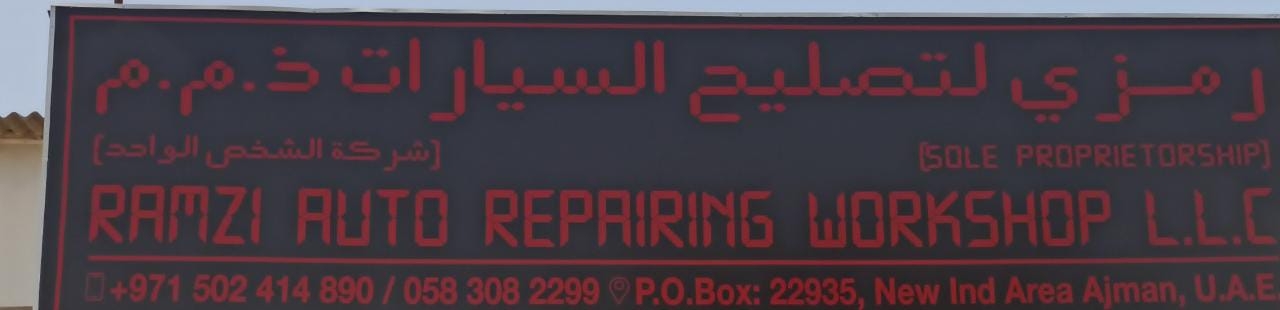 رمزي لتصليح السيارات ذ.م.م
[شركة الشخص الواحد]
[SOLE PROPRIETORSHIP]
RAMZI AUTO REPAIRING WORKSHOP L.L.C
+971 502 414 890 / 058 308 2299 P.O.Box: 22935, New Ind Area Ajman, U.A.E